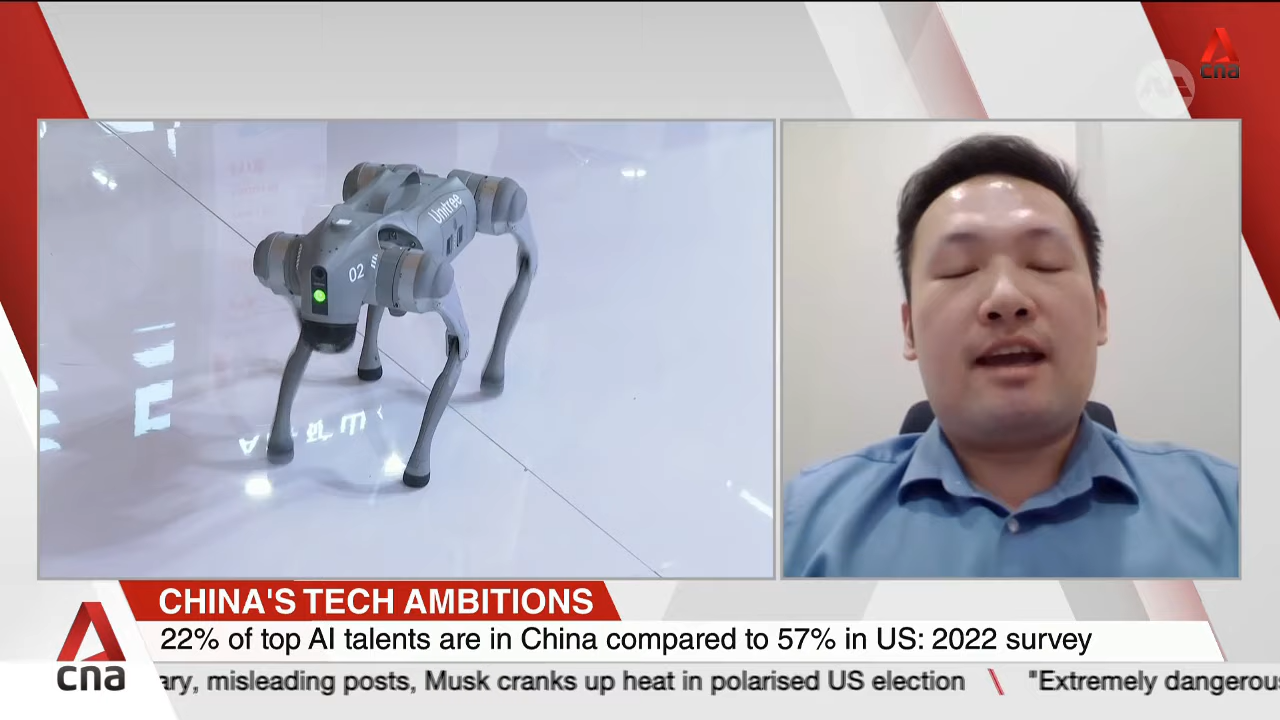 cna
Unitree
02
CHINA'S TECH AMBITIONS
22% of top AI talents are in China compared to 57% in US: 2022 survey
cna
ary, misleading posts, Musk cranks up heat in polarised US election \ "Extremely dangerous